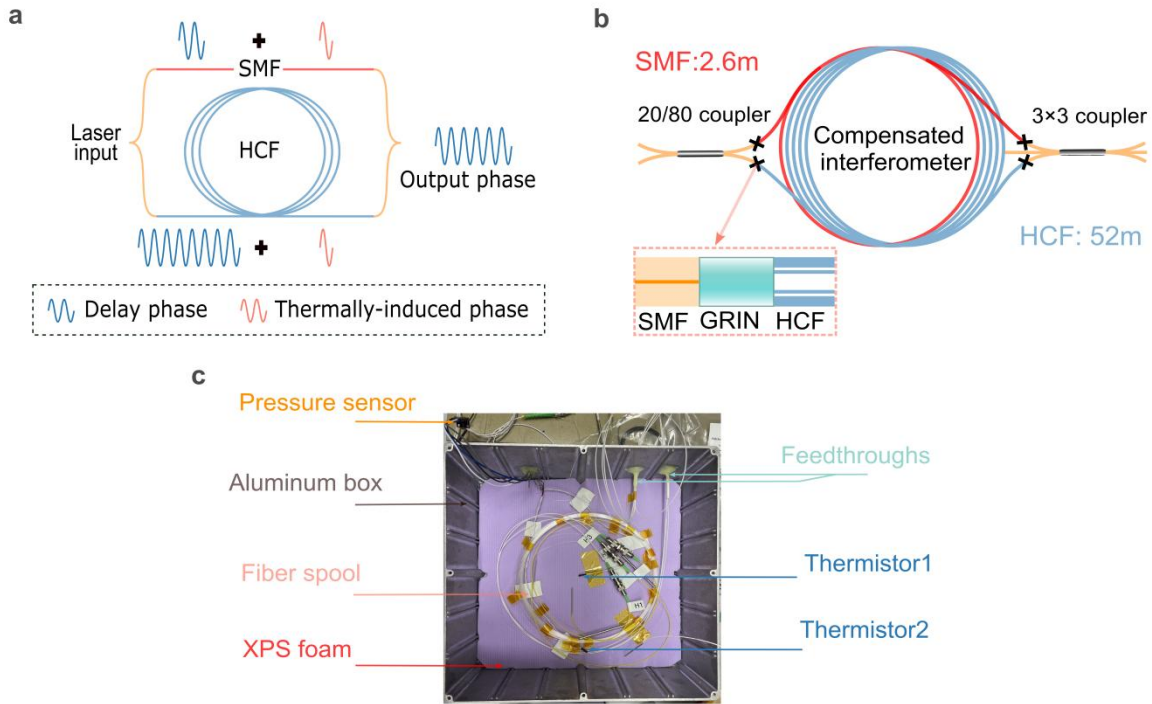 a
SMF
Laser
input
HCF
Output phase
Delay phase
Thermally-induced phase
b
SMF:2.6m
20/80 coupler
3×3 coupler
Compensated
interferometer
HCF: 52m
SMF
GRIN
HCF
c
Pressure sensor
Aluminum box
Fiber spool
XPS foam
Feedthroughs
Thermistor1
Thermistor2
H3
H1